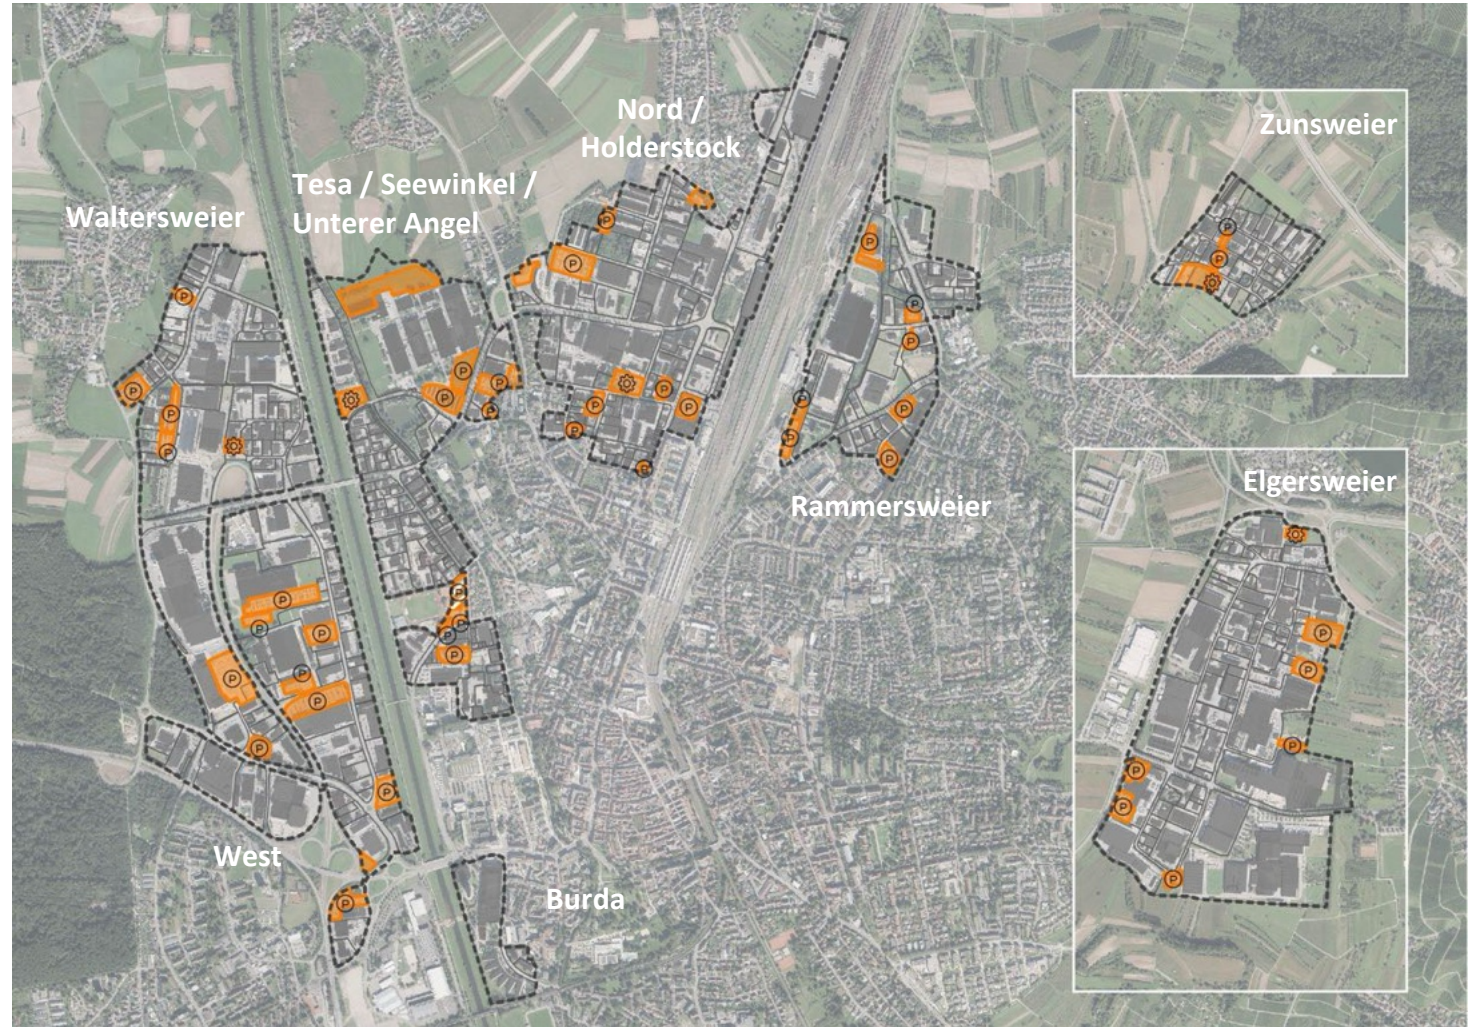 Nord /
Holderstock
Zunsweier
Tesa / Seewinkel /
Unterer Angel
Waltersweier
Elgersweier
Rammersweier
West
Burda